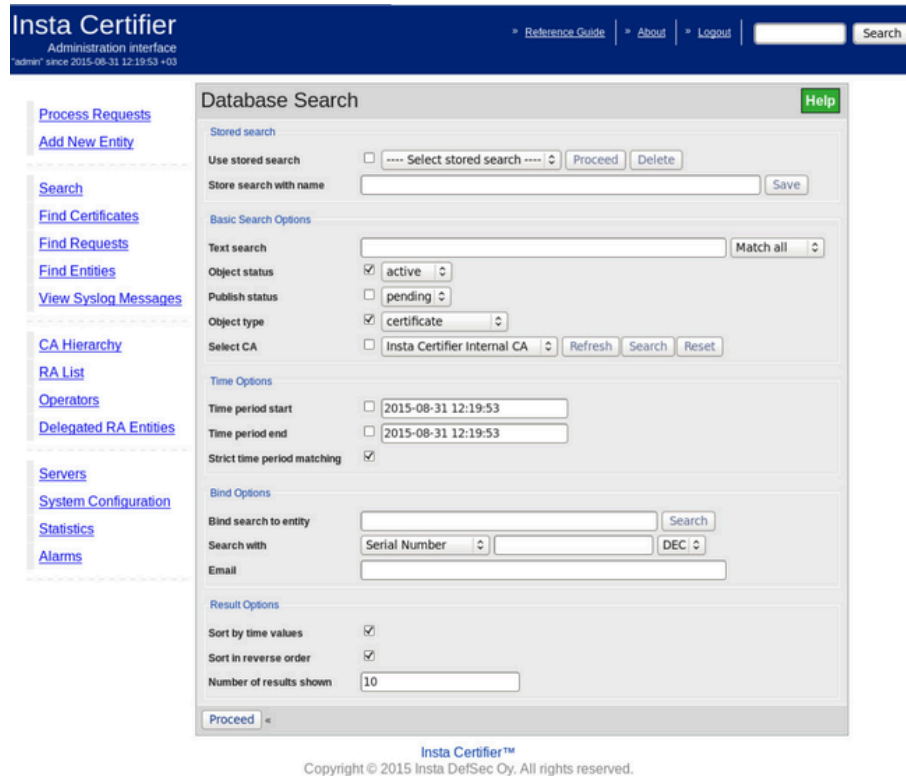 Insta Certifier
Administration interface
"admin" since 2015-08-31 12:19:53 +03
» Reference Guide » About » Logout Search
Process Requests
Add New Entity
Search
Find Certificates
Find Requests
Find Entities
View Syslog Messages
CA Hierarchy
RA List
Operators
Delegated RA Entities
Servers
System Configuration
Statistics
Alarms
Database Search Help
Stored search
Use stored search ---- Select stored search ---- Proceed Delete
Store search with name Save
Basic Search Options
Text search Match all
Object status active
Publish status pending
Object type certificate
Select CA Insta Certifier Internal CA Refresh Search Reset
Time Options
Time period start 2015-08-31 12:19:53
Time period end 2015-08-31 12:19:53
Strict time period matching
Bind Options
Bind search to entity Search
Search with Serial Number DEC
Email
Result Options
Sort by time values
Sort in reverse order
Number of results shown 10
Proceed «
Insta Certifier™
Copyright © 2015 Insta DefSec Oy. All rights reserved.